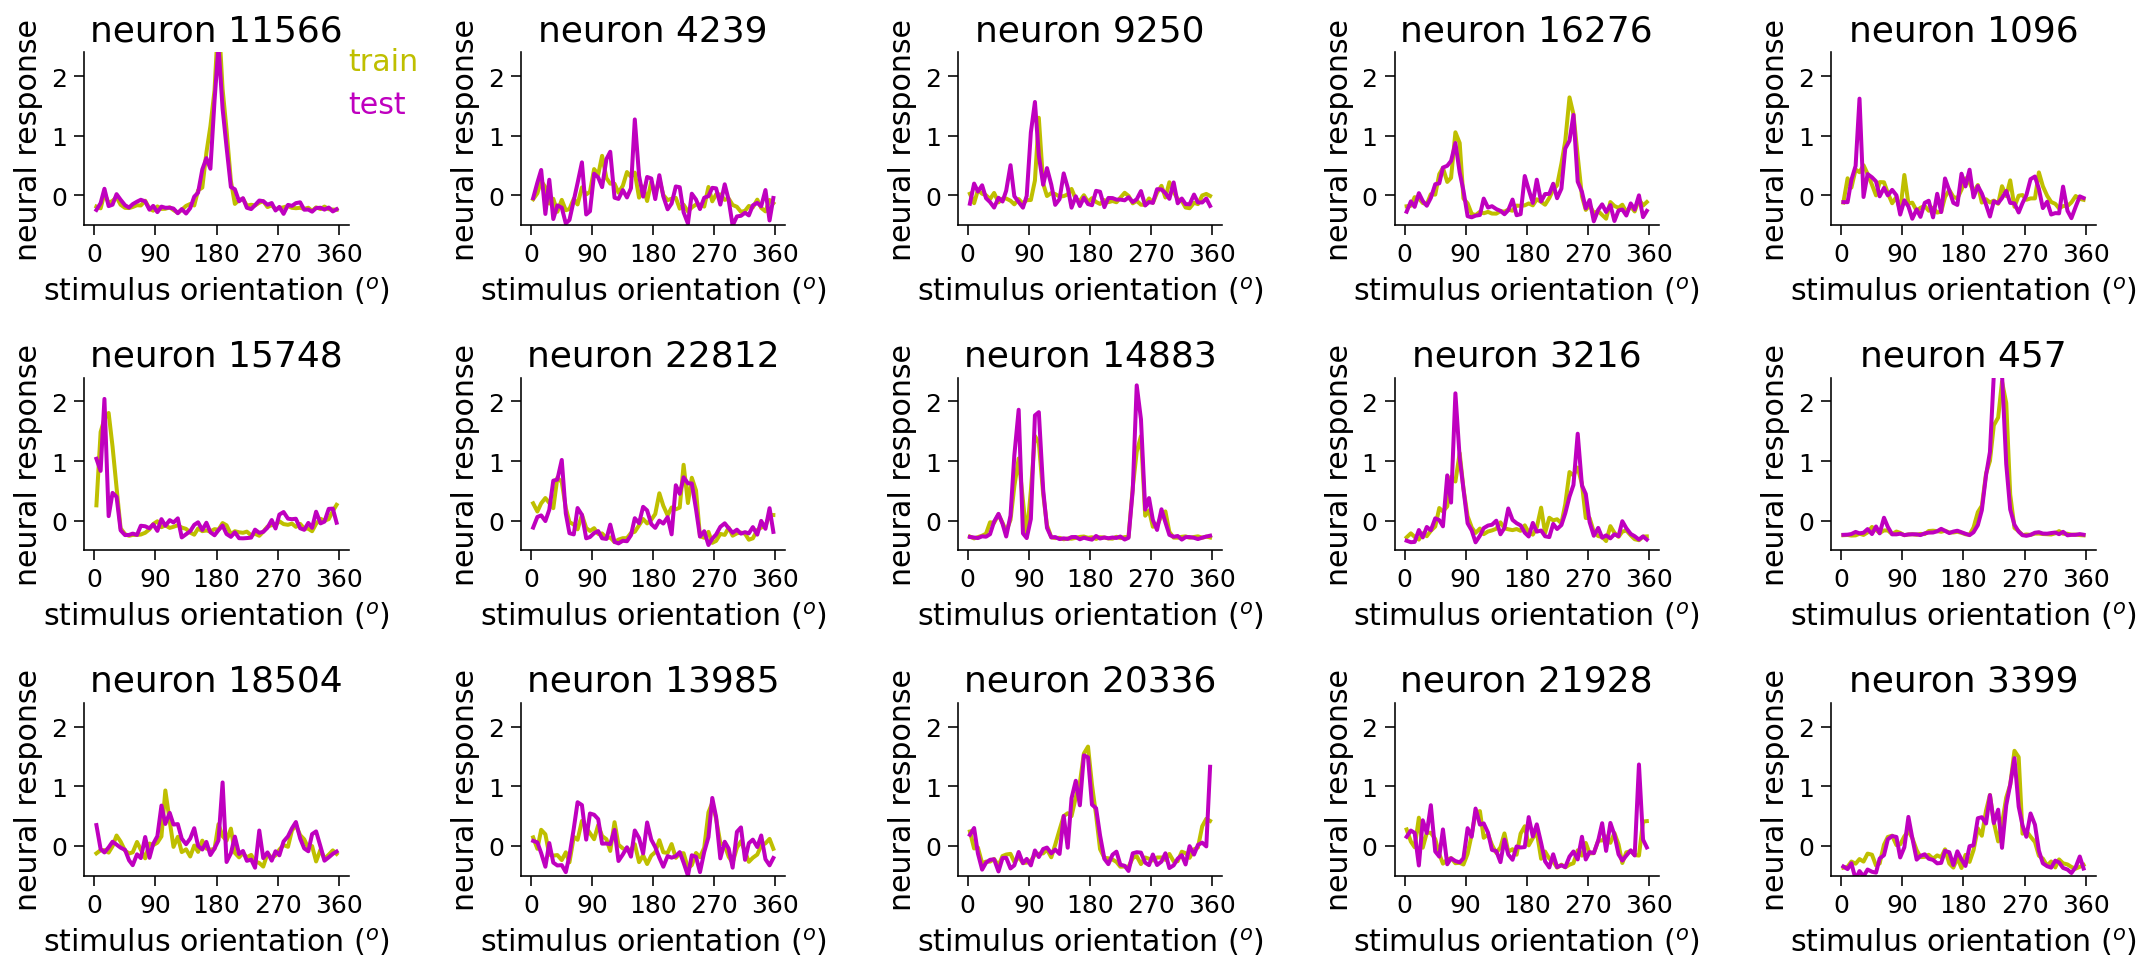 neuron 11566
neural response
2
1
0
0 90 180 270 360
stimulus orientation (o)
train
test
neuron 4239
neural response
2
1
0
0 90 180 270 360
stimulus orientation (o)
neuron 9250
neural response
2
1
0
0 90 180 270 360
stimulus orientation (o)
neuron 16276
neural response
2
1
0
0 90 180 270 360
stimulus orientation (o)
neuron 1096
neural response
2
1
0
0 90 180 270 360
stimulus orientation (o)
neuron 15748
neural response
2
1
0
0 90 180 270 360
stimulus orientation (o)
neuron 22812
neural response
2
1
0
0 90 180 270 360
stimulus orientation (o)
neuron 14883
neural response
2
1
0
0 90 180 270 360
stimulus orientation (o)
neuron 3216
neural response
2
1
0
0 90 180 270 360
stimulus orientation (o)
neuron 457
neural response
2
1
0
0 90 180 270 360
stimulus orientation (o)
neuron 18504
neural response
2
1
0
0 90 180 270 360
stimulus orientation (o)
neuron 13985
neural response
2
1
0
0 90 180 270 360
stimulus orientation (o)
neuron 20336
neural response
2
1
0
0 90 180 270 360
stimulus orientation (o)
neuron 21928
neural response
2
1
0
0 90 180 270 360
stimulus orientation (o)
neuron 3399
neural response
2
1
0
0 90 180 270 360
stimulus orientation (o)